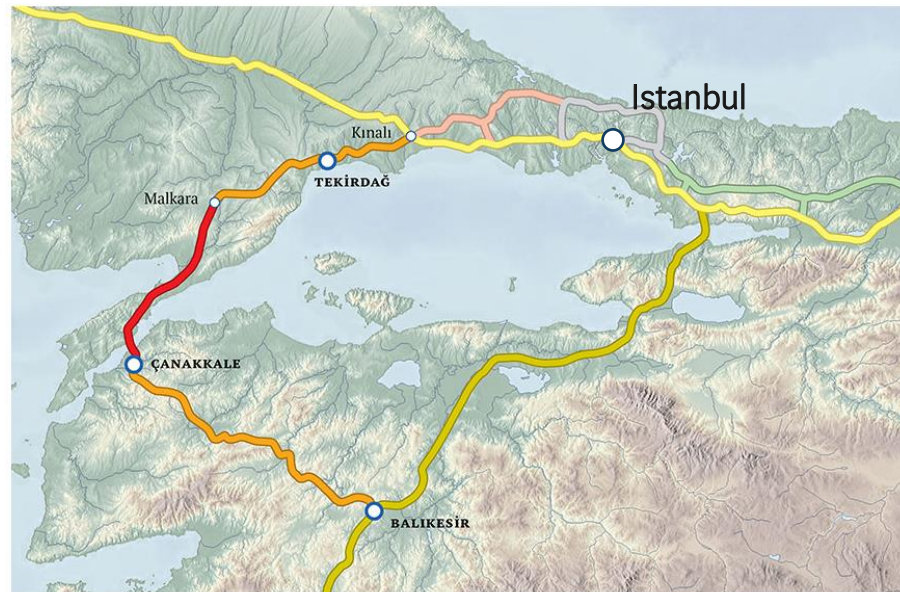 Istanbul
Kınalı
TEKİRDAĞ
Malkara
ÇANAKKALE
BALIKESİR